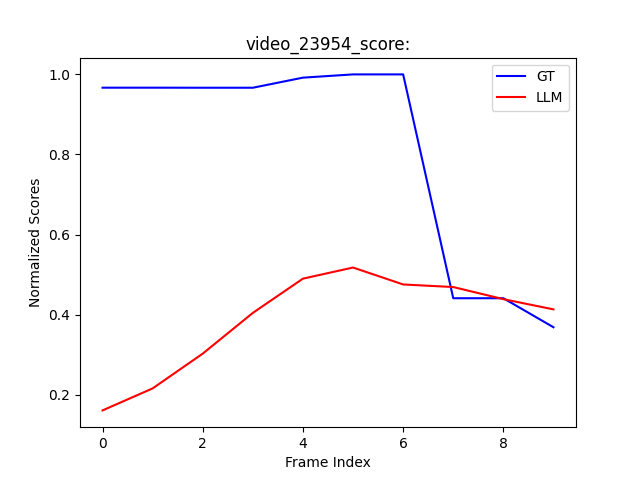 video_23954_score:
GT
LLM
Normalized Scores
1.0
0.8
0.6
0.4
0.2
0 2 4 6 8
Frame Index